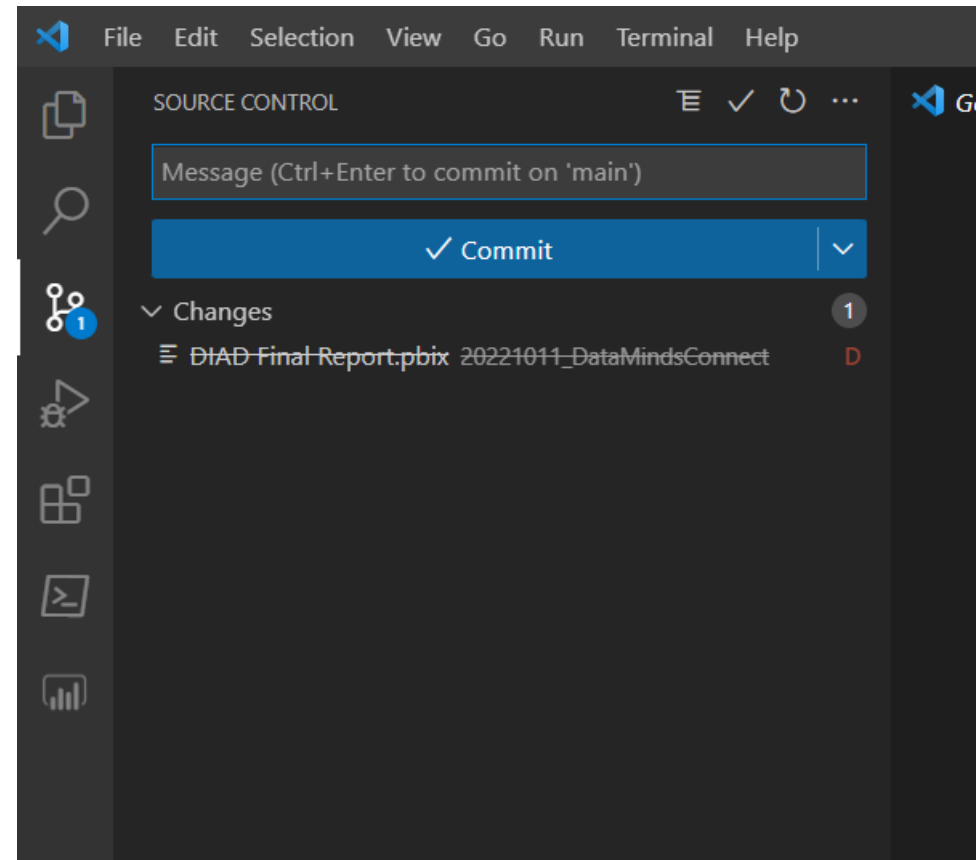 File Edit Selection View Go Run Terminal Help
SOURCE CONTROL
Message (Ctrl+Enter to commit on 'main')
Commit
Changes 1
1
DIAD Final Report.pbix 20221011_DataMindsConnect D